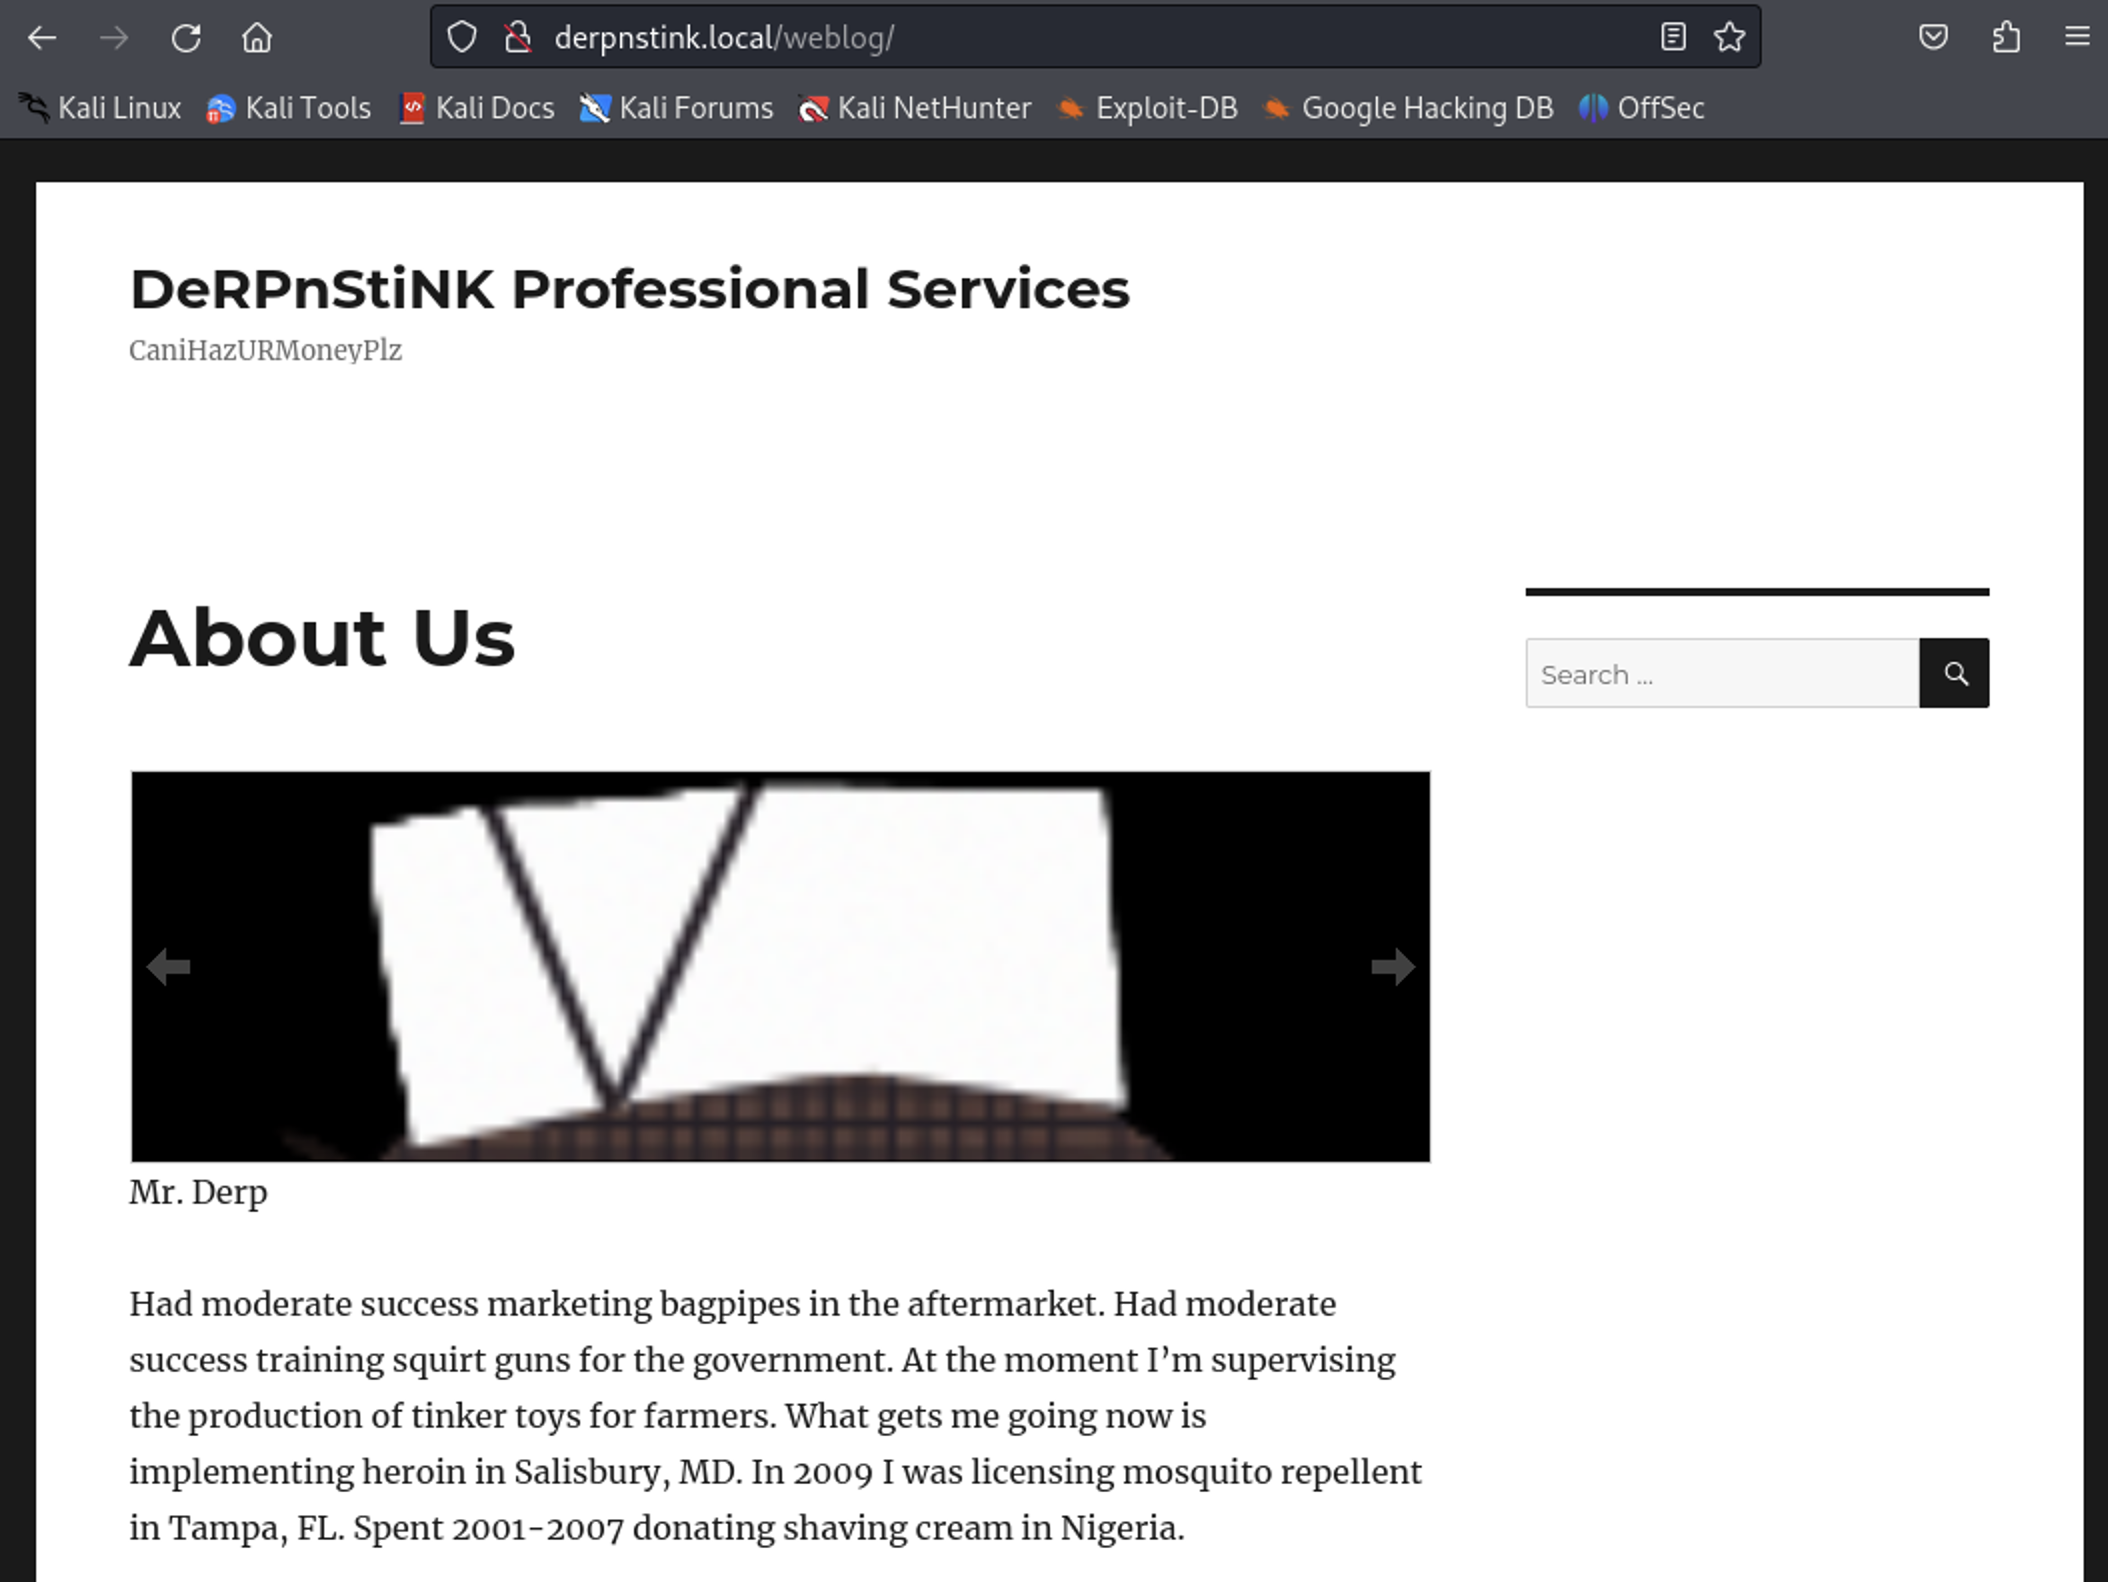 derpnstink.local/weblog/
Kali Linux Kali Tools Kali Docs Kali Forums Kali NetHunter Exploit-DB Google Hacking DB OffSec
DeRPnStiNK Professional Services
CaniHazURMoneyPlz
About Us
Search ...
Mr. Derp
Had moderate success marketing bagpipes in the aftermarket. Had moderate
success training squirt guns for the government. At the moment I’m supervising
the production of tinker toys for farmers. What gets me going now is
implementing heroin in Salisbury, MD. In 2009 I was licensing mosquito repellent
in Tampa, FL. Spent 2001-2007 donating shaving cream in Nigeria.